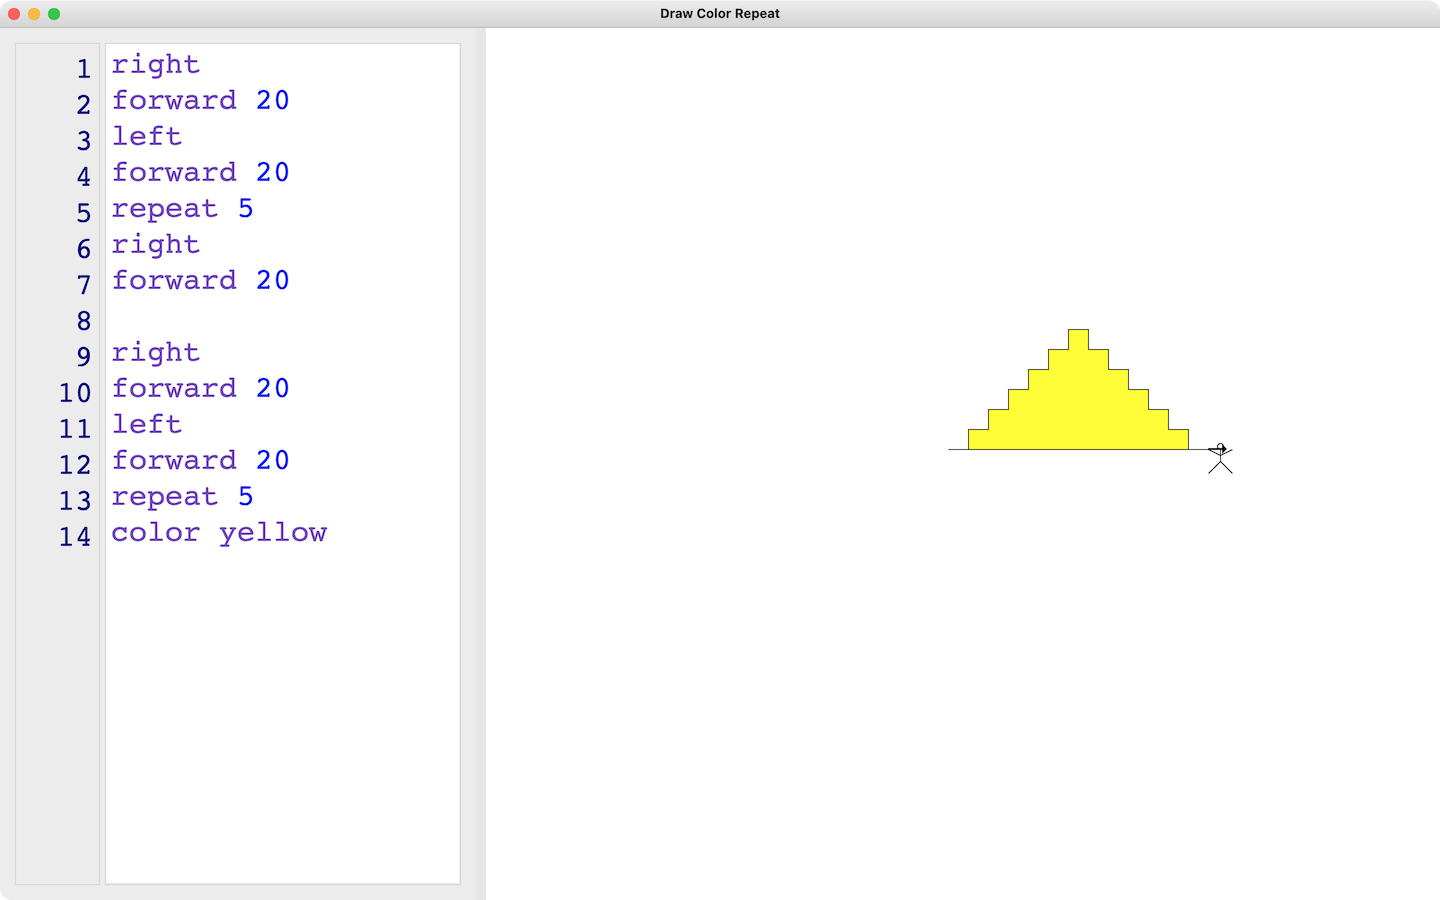 Draw Color Repeat
1 right
2 forward 20
3 left
4 forward 20
5 repeat 5
6 right
7 forward 20
8
9 right
10 forward 20
11 left
12 forward 20
13 repeat 5
14 color yellow